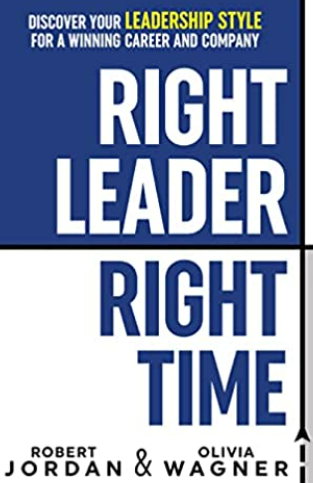 DISCOVER YOUR LEADERSHIP STYLE
FOR A WINNING CAREER AND COMPANY
RIGHT
LEADER
RIGHT
TIME
ROBERT OLIVIA
JORDAN & WAGNER